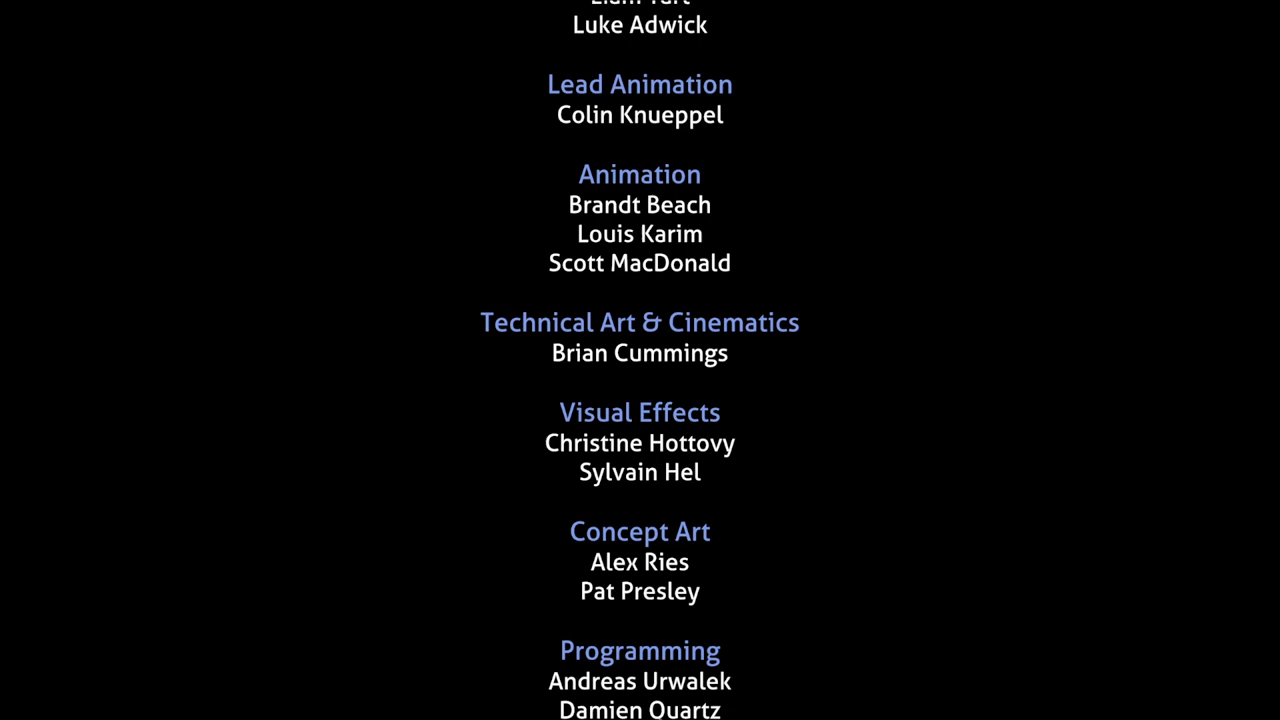 Luke Adwick
Lead Animation
Colin Knueppel
Animation
Brandt Beach
Louis Karim
Scott MacDonald
Technical Art & Cinematics
Brian Cummings
Visual Effects
Christine Hottovy
Sylvain Hel
Concept Art
Alex Ries
Pat Presley
Programming
Andreas Urwalek
Damien Quartz